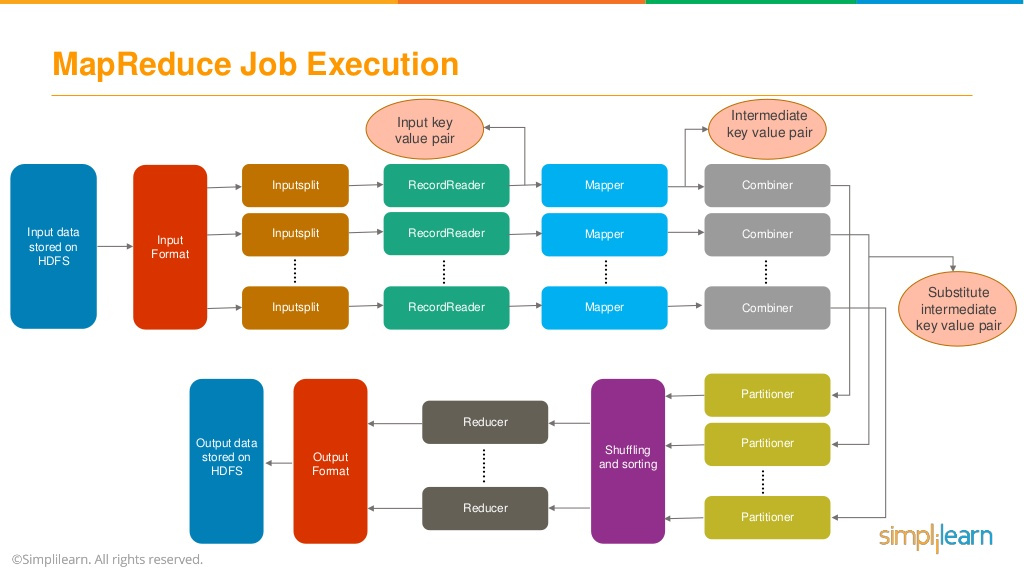 MapReduce Job Execution
Input key
value pair
Intermediate
key value pair
Input data
stored on
HDFS
Input
Format
Inputsplit
RecordReader
Mapper
Combiner
Inputsplit
RecordReader
Mapper
Combiner
Inputsplit
RecordReader
Mapper
Combiner
Substitute
intermediate
key value pair
Partitioner
Partitioner
Partitioner
Shuffling
and sorting
Reducer
Reducer
Output
Format
Output data
stored on
HDFS
simplilearn
©Simplilearn. All rights reserved.